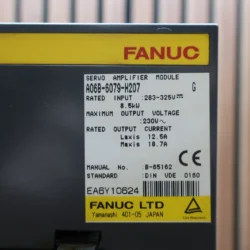 FANUC
SERVO AMPLIFIER MODULE
A06B-6079-H207 G
RATED INPUT :283-325V⎓
8.5kW
MAXIMUM OUTPUT VOLTAGE
:230V~
RATED OUTPUT CURRENT
Laxis 12.5A
Maxis 18.7A
MANUAL NO. :B-65162
STANDARD :DIN VDE 0160
EA6Y10624
FANUC LTD
Yamanashi 401-05 JAPAN